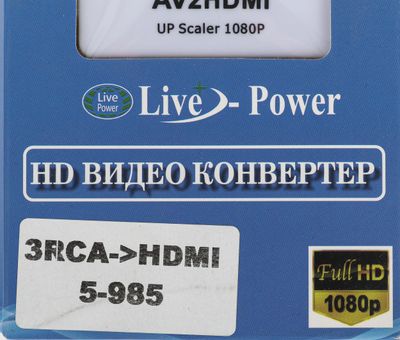 AV2HDMI
UP Scaler 1080P
Live Power
Live - Power
HD ВИДЕО КОНВЕРТЕР
3RCA->HDMI
5-985
Full HD
1080p